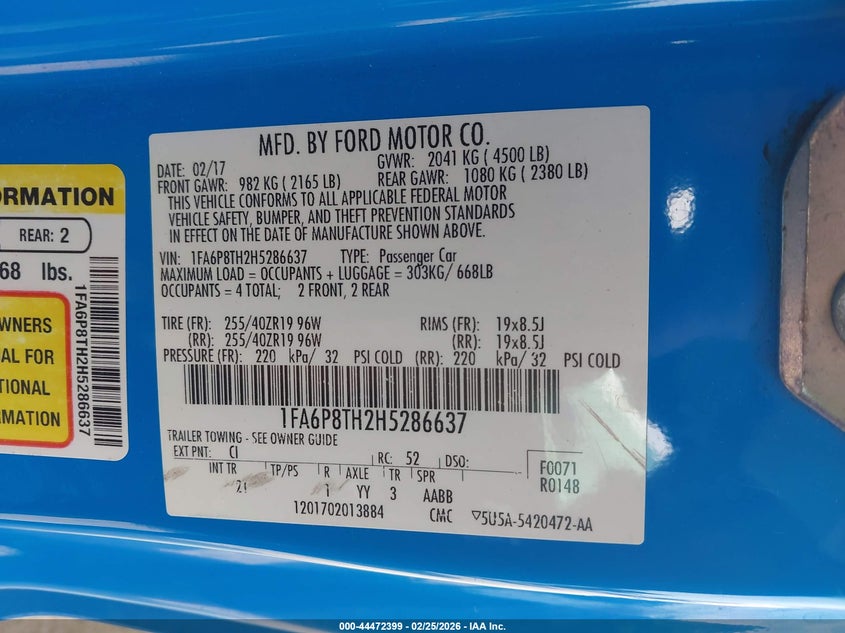 ORMATION
REAR: 2
68 lbs.
1FA6P8TH2H5286637
WNERS
AL FOR
TIONAL
RMATION
MFD. BY FORD MOTOR CO.
DATE: 02/17 GVWR: 2041 KG ( 4500 LB)
FRONT GAWR: 982 KG ( 2165 LB) REAR GAWR: 1080 KG ( 2380 LB)
THIS VEHICLE CONFORMS TO ALL APPLICABLE FEDERAL MOTOR
VEHICLE SAFETY, BUMPER, AND THEFT PREVENTION STANDARDS
IN EFFECT ON THE DATE OF MANUFACTURE SHOWN ABOVE.
VIN: 1FA6P8TH2H5286637 TYPE: Passenger Car
MAXIMUM LOAD = OCCUPANTS + LUGGAGE = 303KG/ 668LB
OCCUPANTS = 4 TOTAL; 2 FRONT, 2 REAR
TIRE (FR): 255/40ZR19 96W RIMS (FR): 19x8.5J
(RR): 255/40ZR19 96W (RR): 19x8.5J
PRESSURE (FR): 220 kPa/ 32 PSI COLD (RR): 220 kPa/ 32 PSI COLD
1FA6P8TH2H5286637
TRAILER TOWING - SEE OWNER GUIDE
EXT PNT: CI RC: 52 DSO: F0071
INT TR TP/PS R AXLE TR SPR R0148
21 1 YY 3 AABB
1201702013884 CMC ▽5U5A-5420472-AA
000-44472399 - 02/25/2026 - IAA Inc.